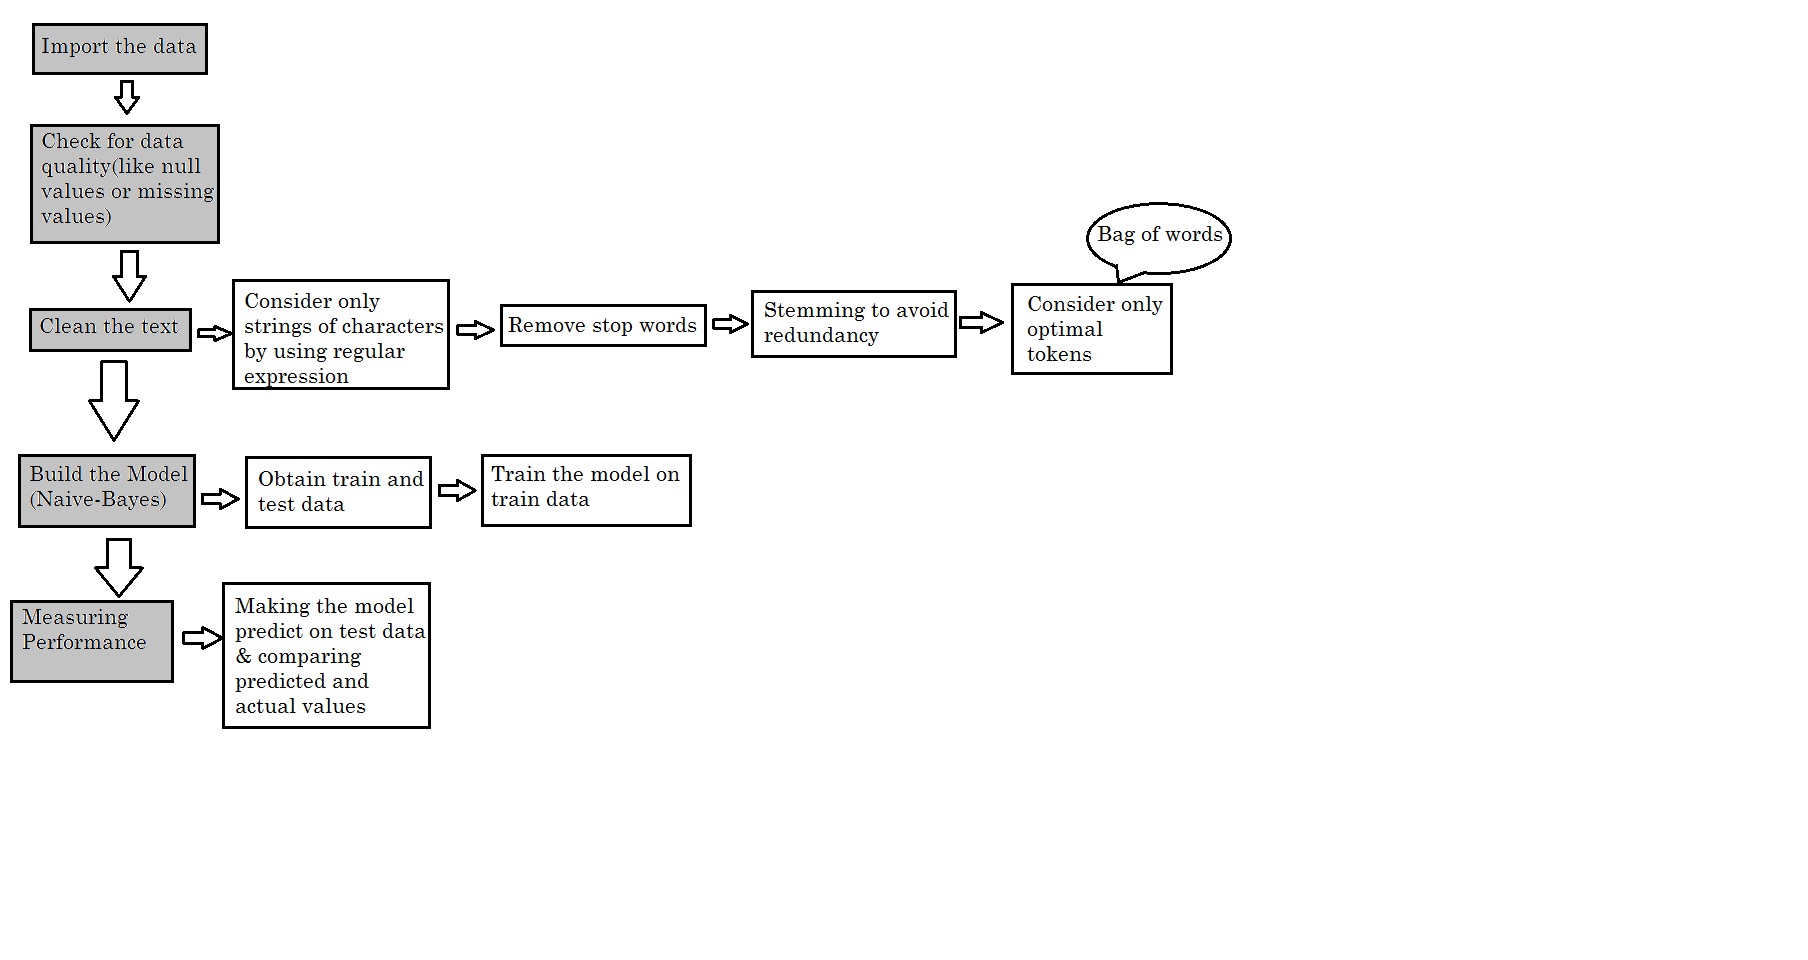 Import the data
Check for data
quality(like null
values or missing
values)
Bag of words
Clean the text
Consider only
strings of characters
by using regular
expression
Remove stop words
Stemming to avoid
redundancy
Consider only
optimal
tokens
Build the Model
(Naive-Bayes)
Obtain train and
test data
Train the model on
train data
Measuring
Performance
Making the model
predict on test data
& comparing
predicted and
actual values